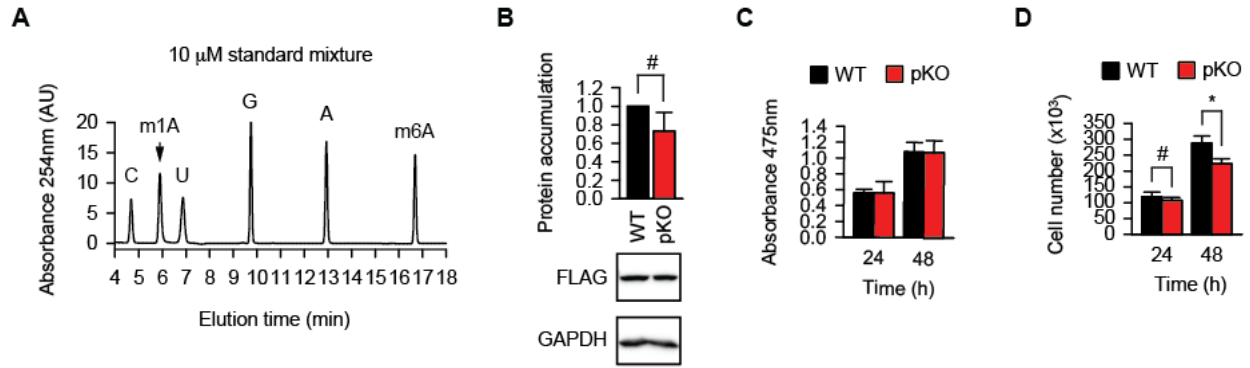 A
10 μM standard mixture
Absorbance 254nm (AU)
20
15
10
5
0
C
m1A
U
G
A
m6A
4 5 6 7 8 9 10 11 12 13 14 15 16 17 18
Elution time (min)
B
#
Protein accumulation
1.2
1.0
0.8
0.6
0.4
0.2
0.0
WT
pKO
FLAG
GAPDH
C
WT pKO
Absorbance 475nm
1.4
1.2
1.0
0.8
0.6
0.4
0.2
0.0
24 48
Time (h)
D
WT pKO
Cell number (x10³)
350
300
250
200
150
100
50
0
#
*
24 48
Time (h)